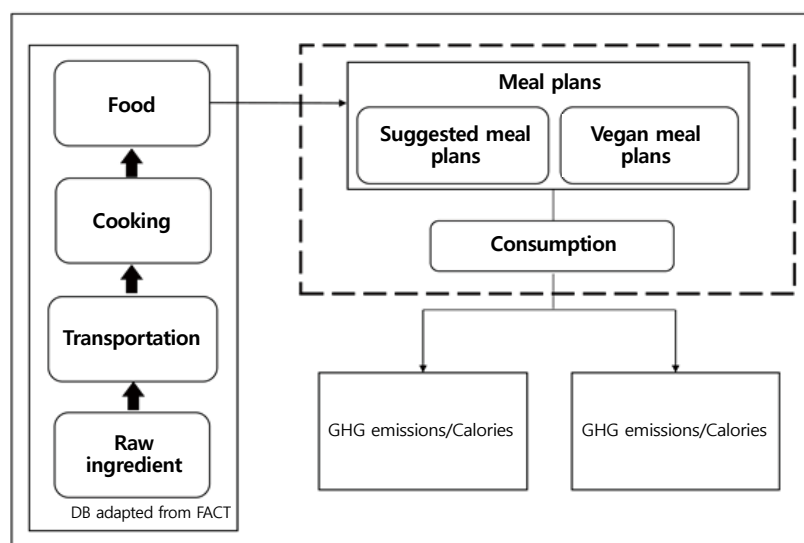 Food
Cooking
Transportation
Raw
ingredient
DB adapted from FACT
Meal plans
Suggested meal
plans
Vegan meal
plans
Consumption
GHG emissions/Calories
GHG emissions/Calories